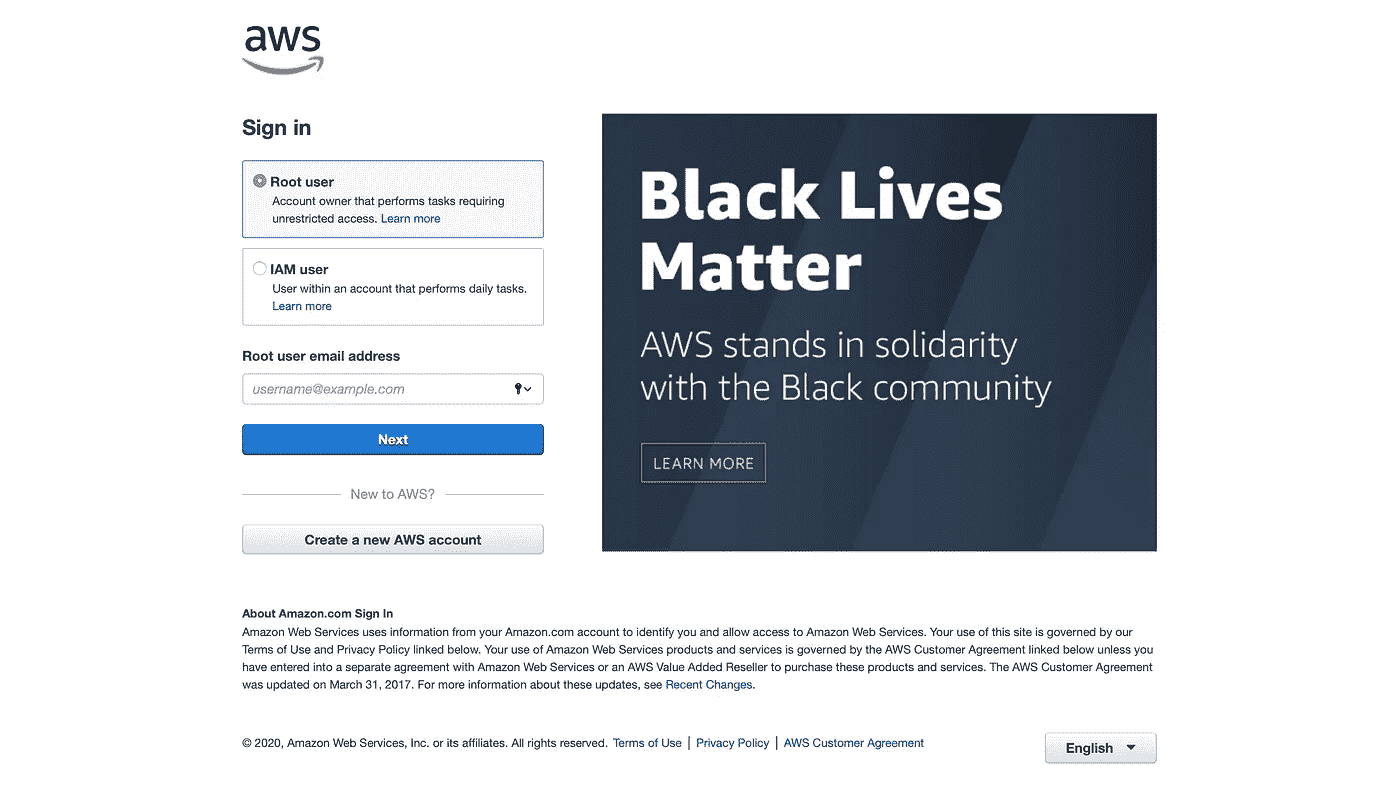 aws
Sign in
Root user
Account owner that performs tasks requiring
unrestricted access. Learn more
IAM user
User within an account that performs daily tasks.
Learn more
Root user email address
username@example.com
Next
New to AWS?
Create a new AWS account
Black Lives
Matter
AWS stands in solidarity
with the Black community
LEARN MORE
About Amazon.com Sign In
Amazon Web Services uses information from your Amazon.com account to identify you and allow access to Amazon Web Services. Your use of this site is governed by our
Terms of Use and Privacy Policy linked below. Your use of Amazon Web Services products and services is governed by the AWS Customer Agreement linked below unless you
have entered into a separate agreement with Amazon Web Services or an AWS Value Added Reseller to purchase these products and services. The AWS Customer Agreement
was updated on March 31, 2017. For more information about these updates, see Recent Changes.
© 2020, Amazon Web Services, Inc. or its affiliates. All rights reserved. Terms of Use | Privacy Policy | AWS Customer Agreement
English